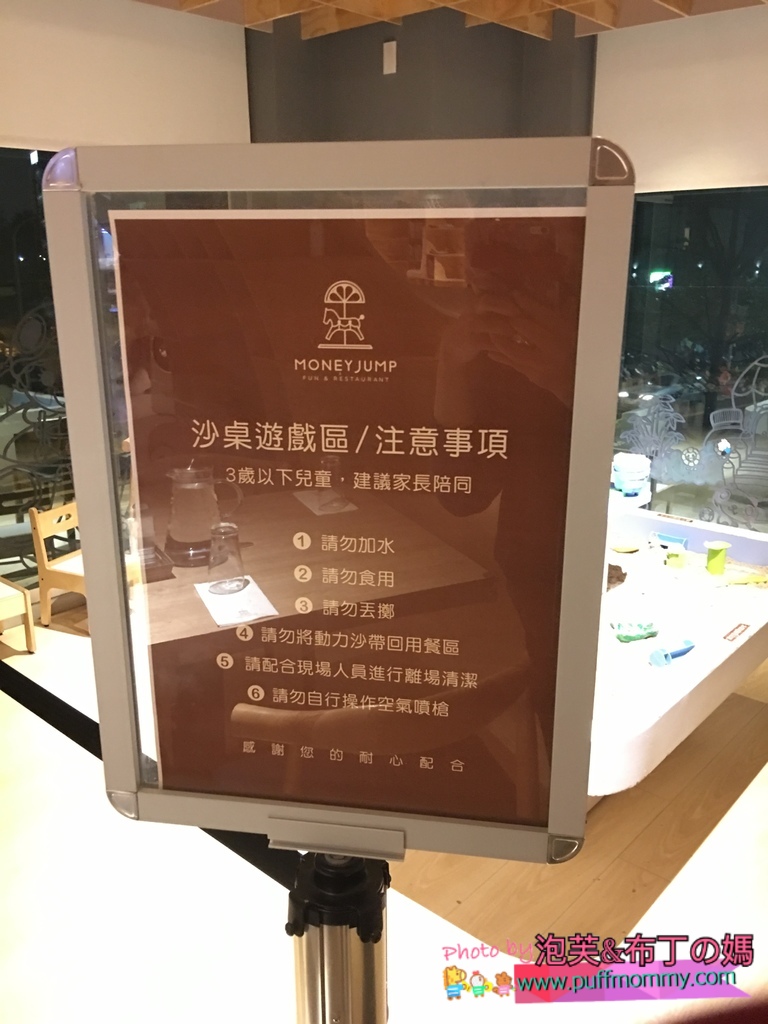 MONEYJUMP
FUN & RESTAURANT
沙桌遊戲區/注意事項
3歲以下兒童，建議家長陪同
1 請勿加水
2 請勿食用
3 請勿丟擲
4 請勿將動力沙帶回用餐區
5 請配合現場人員進行離場清潔
6 請勿自行操作空氣噴槍
感謝您的耐心配合
Photo by 泡芙&布丁の媽
www.puffmommy.com